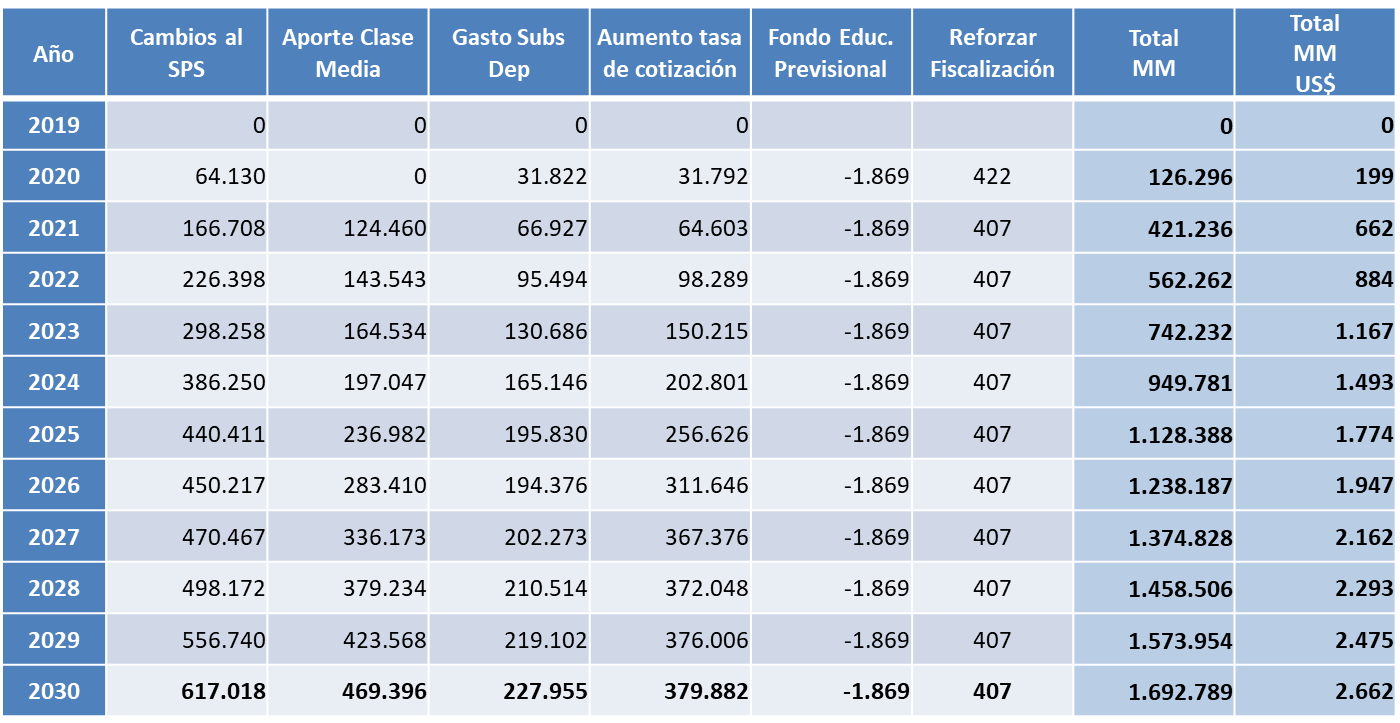 Año Cambios al SPS Aporte Clase Media Gasto Subs Dep Aumento tasa de cotización Fondo Educ. Previsional Reforzar Fiscalización Total MM Total MM US$
2019 0 0 0 0 0 0
2020 64.130 0 31.822 31.792 -1.869 422 126.296 199
2021 166.708 124.460 66.927 64.603 -1.869 407 421.236 662
2022 226.398 143.543 95.494 98.289 -1.869 407 562.262 884
2023 298.258 164.534 130.686 150.215 -1.869 407 742.232 1.167
2024 386.250 197.047 165.146 202.801 -1.869 407 949.781 1.493
2025 440.411 236.982 195.830 256.626 -1.869 407 1.128.388 1.774
2026 450.217 283.410 194.376 311.646 -1.869 407 1.238.187 1.947
2027 470.467 336.173 202.273 367.376 -1.869 407 1.374.828 2.162
2028 498.172 379.234 210.514 372.048 -1.869 407 1.458.506 2.293
2029 556.740 423.568 219.102 376.006 -1.869 407 1.573.954 2.475
2030 617.018 469.396 227.955 379.882 -1.869 407 1.692.789 2.662